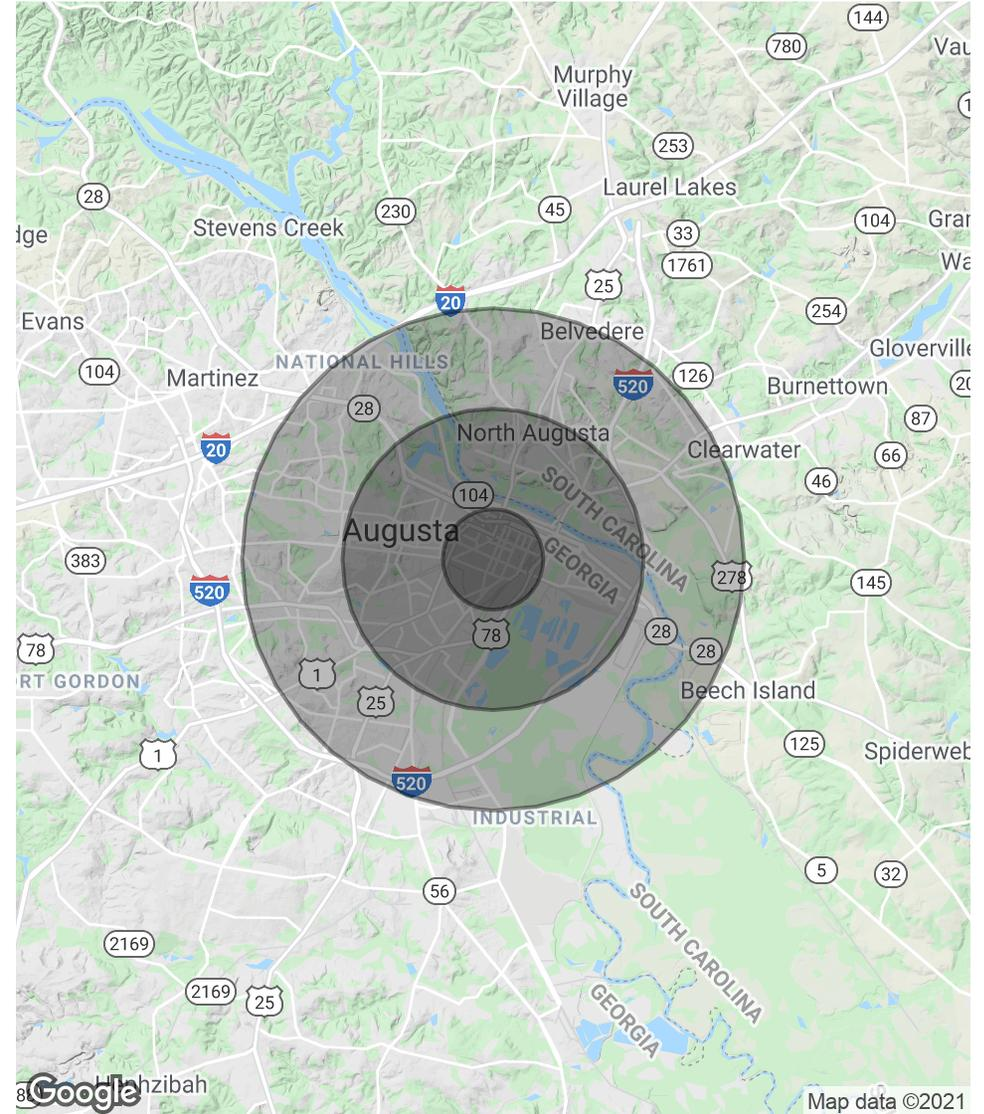 144
780
Vau
Murphy
Village
253
28
Laurel Lakes
230
45
104
Gran
Stevens Creek
33
dge
1761
Wa
25
20
254
Evans
Belvedere
Gloverville
NATIONAL HILLS
104
Martinez
126
520
Burnettown
20
28
87
North Augusta
20
Clearwater
66
46
104
SOUTH CAROLINA
Augusta
GEORGIA
383
278
145
520
78
28
78
28
1
ORT GORDON
Beech Island
25
1
125
Spiderweb
520
INDUSTRIAL
5
32
56
SOUTH CAROLINA
2169
2169
25
GEORGIA
88
Hephzibah
Google
Map data ©2021